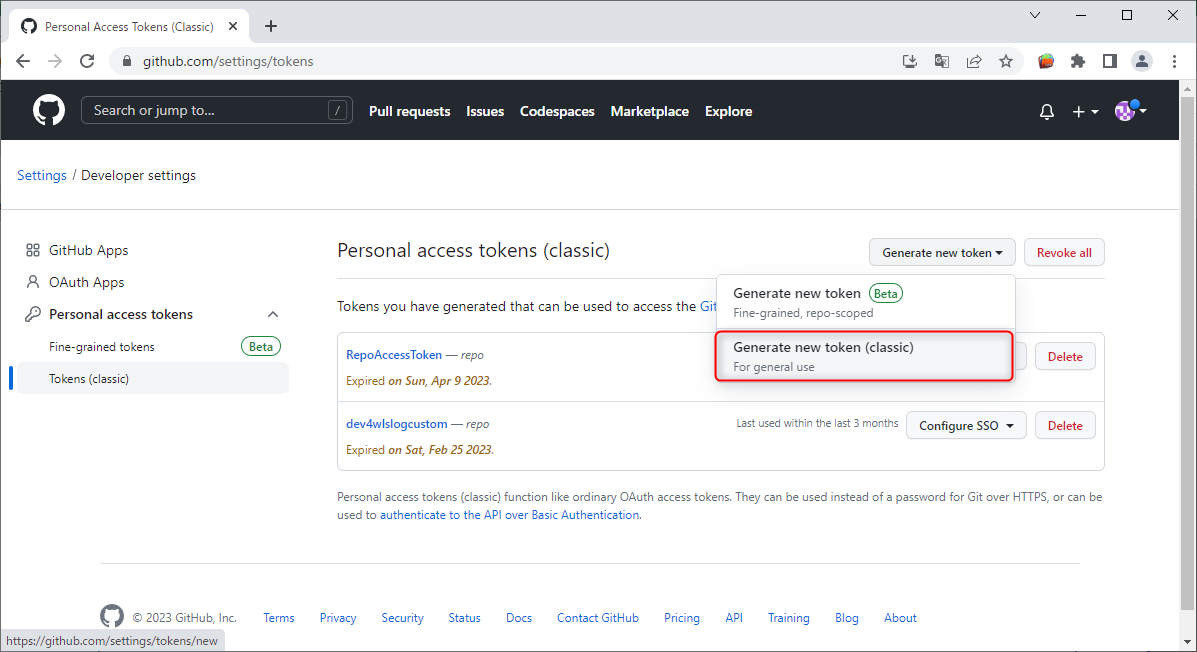 Personal Access Tokens (Classic)
github.com/settings/tokens
Search or jump to... /
Pull requests Issues Codespaces Marketplace Explore
Settings / Developer settings
GitHub Apps
OAuth Apps
Personal access tokens
Fine-grained tokens Beta
Tokens (classic)
Personal access tokens (classic)
Generate new token
Revoke all
Generate new token Beta
Fine-grained, repo-scoped
Generate new token (classic)
For general use
Tokens you have generated that can be used to access the Git
RepoAccessToken — repo
Delete
Expired on Sun, Apr 9 2023.
dev4wlslogcustom — repo
Last used within the last 3 months
Configure SSO
Delete
Expired on Sat, Feb 25 2023.
Personal access tokens (classic) function like ordinary OAuth access tokens. They can be used instead of a password for Git over HTTPS, or can be
used to authenticate to the API over Basic Authentication.
© 2023 GitHub, Inc. Terms Privacy Security Status Docs Contact GitHub Pricing API Training Blog About
https://github.com/settings/tokens/new